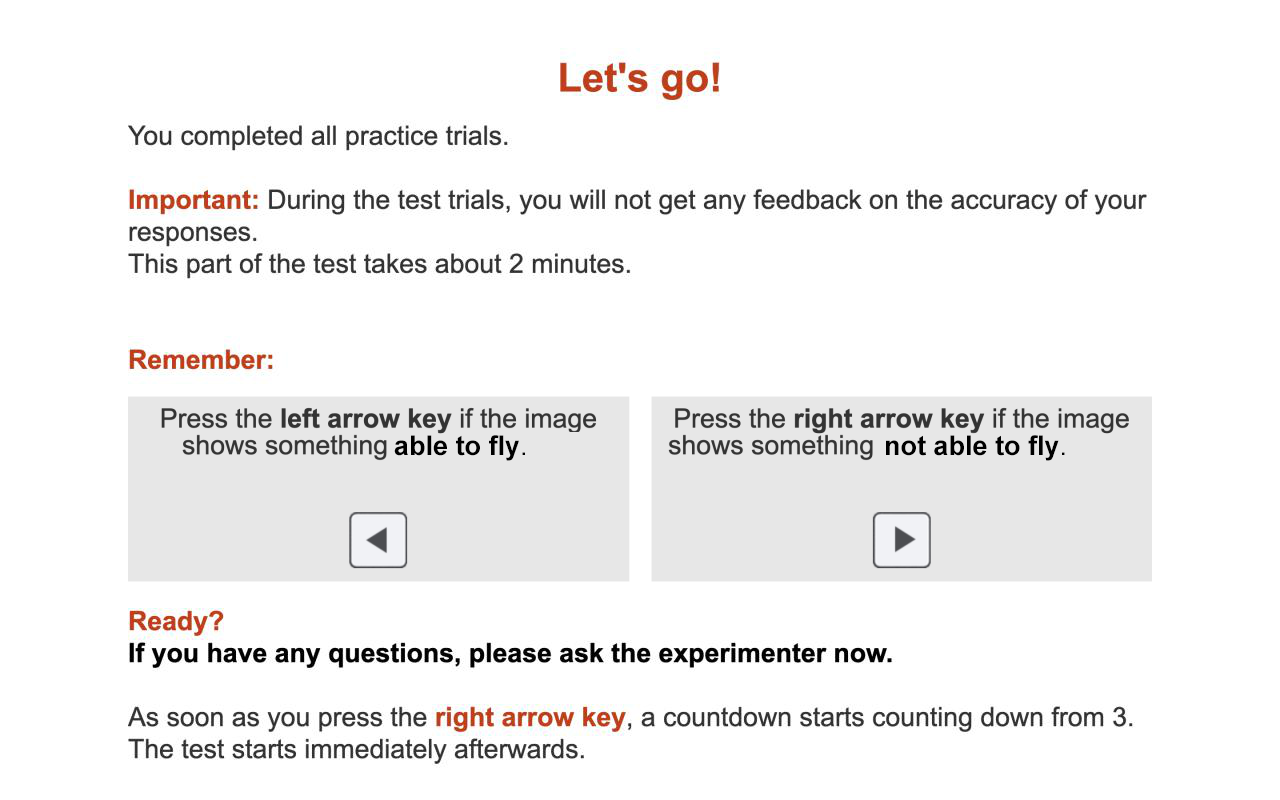 Let's go!
You completed all practice trials.
Important: During the test trials, you will not get any feedback on the accuracy of your
responses.
This part of the test takes about 2 minutes.
Remember:
Press the left arrow key if the image
shows something able to fly.
Press the right arrow key if the image
shows something not able to fly.
Ready?
If you have any questions, please ask the experimenter now.
As soon as you press the right arrow key, a countdown starts counting down from 3.
The test starts immediately afterwards.